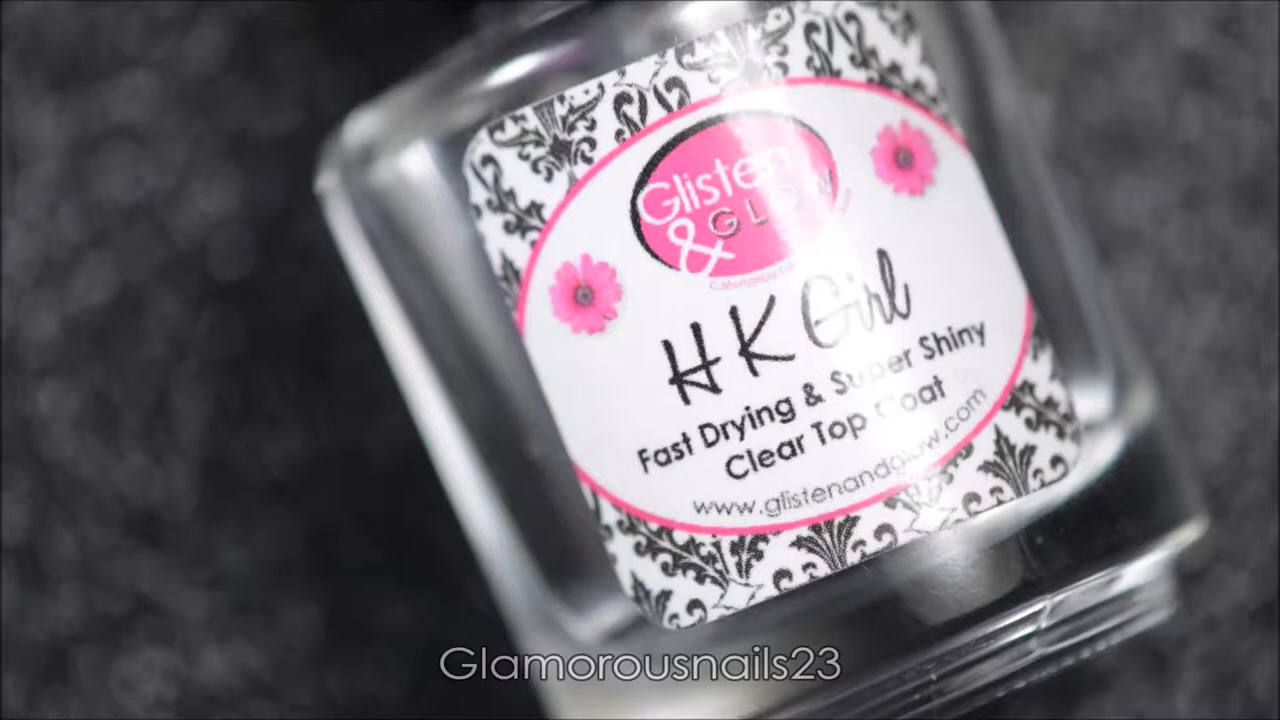 Glisten
& GLOW
HK Girl
Fast Drying & Super Shiny
Clear Top Coat
www.glistenandglow.com
Glamorousnails23